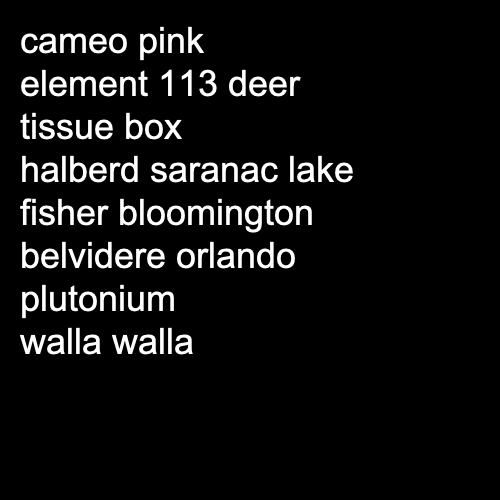 cameo pink
element 113 deer
tissue box
halberd saranac lake
fisher bloomington
belvidere orlando
plutonium
walla walla